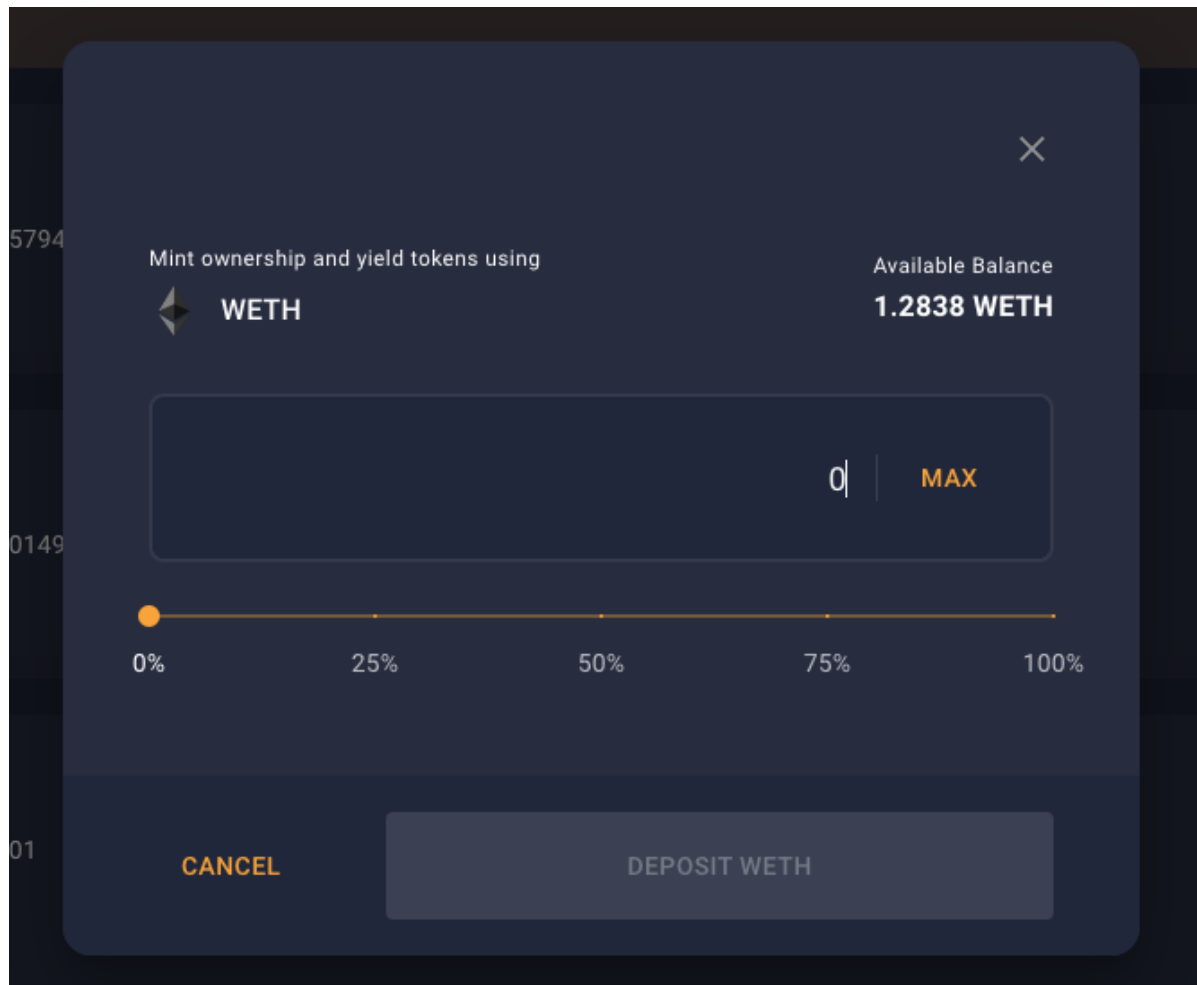 Mint ownership and yield tokens using
WETH
Available Balance
1.2838 WETH
5794
0
MAX
0149
0%
25%
50%
75%
100%
01
CANCEL
DEPOSIT WETH